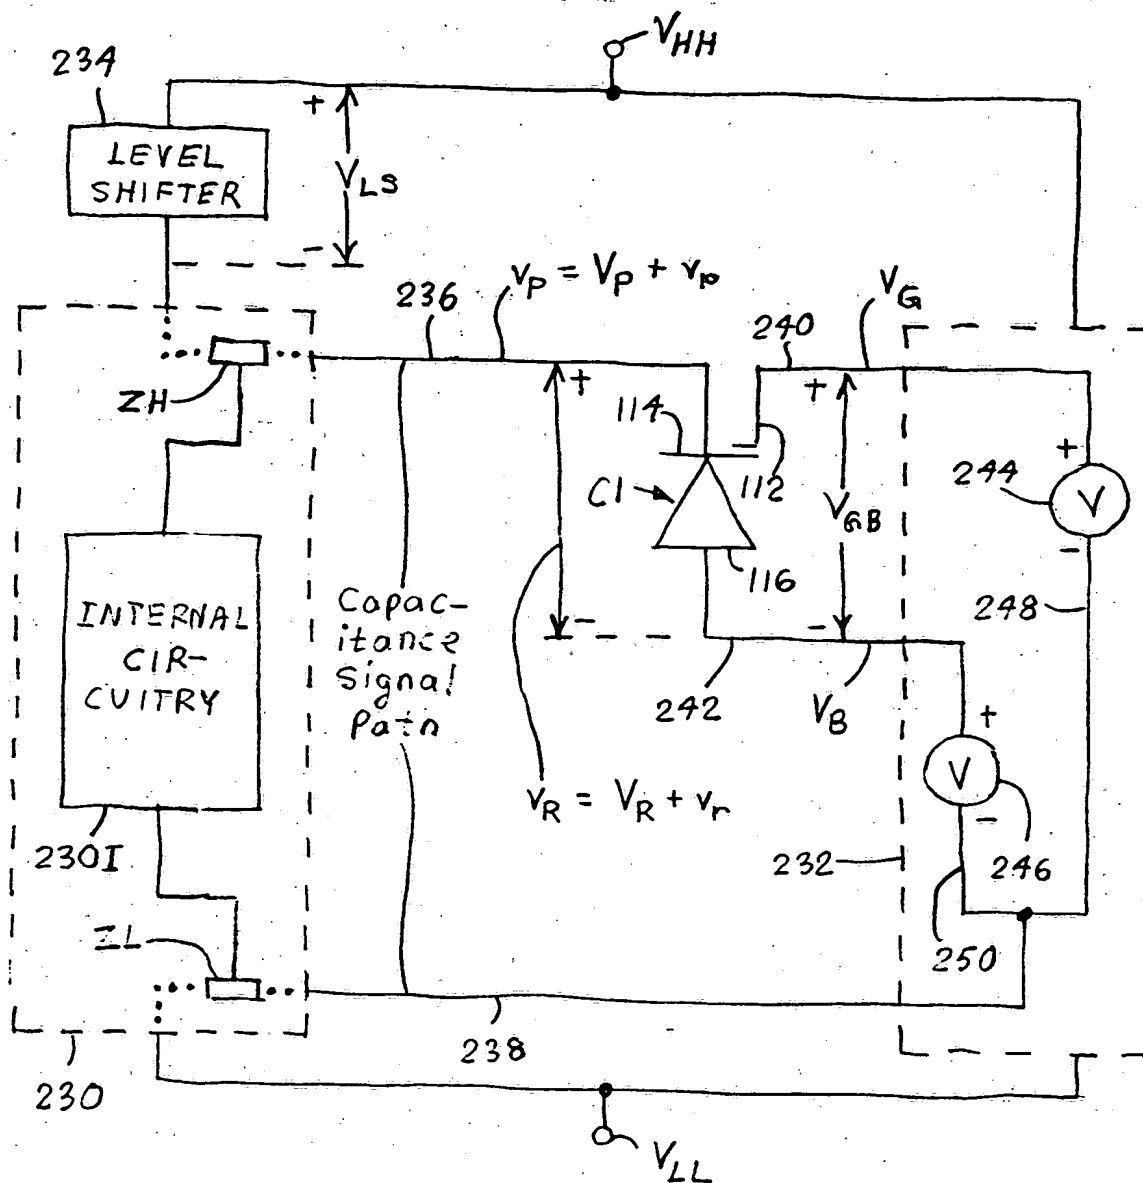 V_HH
234
LEVEL
SHIFTER
+
V_LS
-
v_P = V_P + v_p
236
V_G
240
+
+
ZH
114
112
C1
V_GB
+
244
V
-
116
248
INTERNAL
CIR-
CUITRY
Capac-
itance
Signal
Path
-
-
242
V_B
+
V
-
v_R = V_R + v_r
230I
232
246
ZL
250
238
230
V_LL